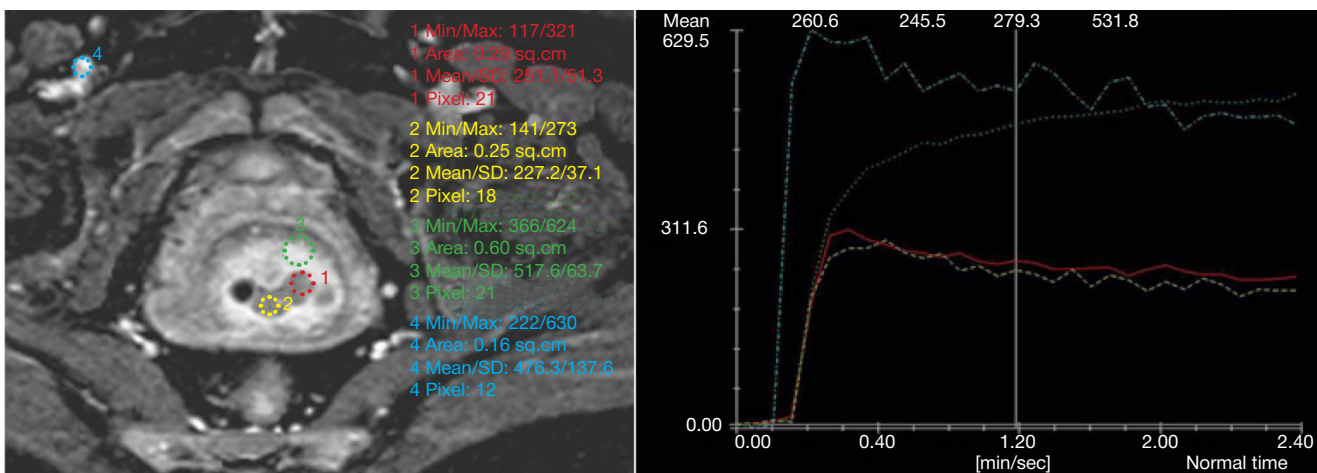 4
3
1
2
1 Min/Max: 117/321
1 Area: 0.29 sq.cm
1 Mean/SD: 251.1/51.3
1 Pixel: 21
2 Min/Max: 141/273
2 Area: 0.25 sq.cm
2 Mean/SD: 227.2/37.1
2 Pixel: 18
3 Min/Max: 366/624
3 Area: 0.60 sq.cm
3 Mean/SD: 517.6/63.7
3 Pixel: 21
4 Min/Max: 222/630
4 Area: 0.16 sq.cm
4 Mean/SD: 476.3/137.6
4 Pixel: 12
Mean 260.6 245.5 279.3 531.8
629.5
311.6
0.00
0.00 0.40 1.20 2.00 2.40
[min/sec] Normal time